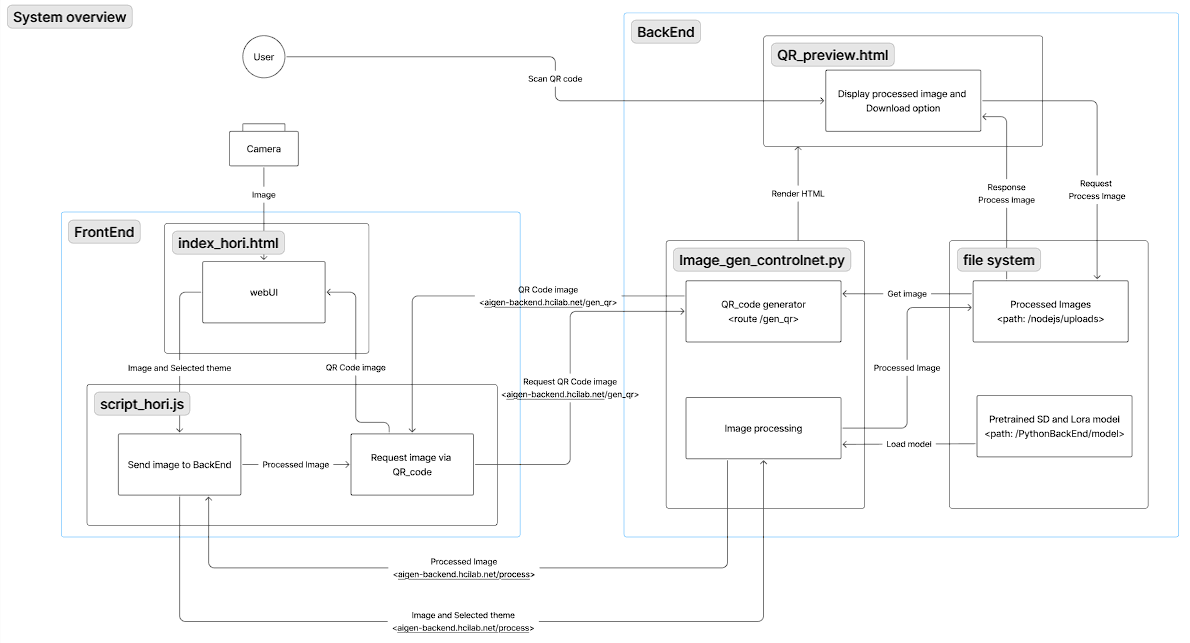 System overview
User
Scan QR code
Camera
Image
FrontEnd
index_hori.html
webUI
Image and Selected theme
QR Code image
script_hori.js
Send image to BackEnd
Processed Image
Request image via
QR_code
QR Code image
<aigen-backend.hcilab.net/gen_qr>
Request QR Code image
<aigen-backend.hcilab.net/gen_qr>
Processed Image
<aigen-backend.hcilab.net/process>
Image and Selected theme
<aigen-backend.hcilab.net/process>
BackEnd
QR_preview.html
Display processed image and
Download option
Render HTML
Response
Process image
Request
Process Image
Image_gen_controlnet.py
QR_code generator
<route /gen_qr>
Get image
Processed Image
Image processing
Load model
file system
Processed Images
<path: /nodejs/uploads>
Pretrained SD and Lora model
<path: /PythonBackEnd/model>